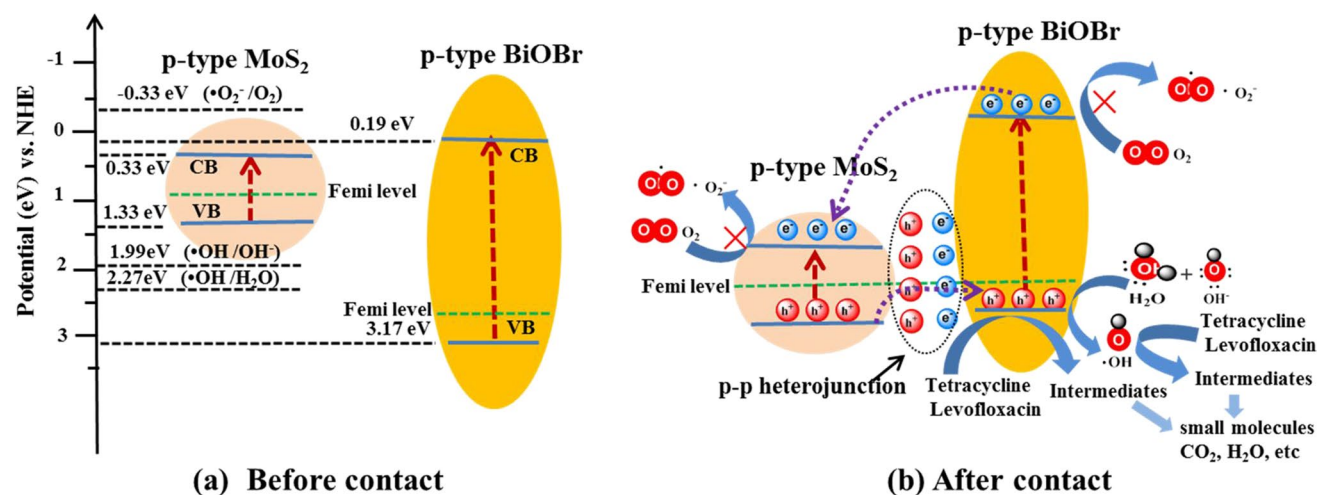 Potential (eV) vs. NHE
-1
0
1
2
3
p-type MoS₂
-0.33 eV (•O₂⁻/O₂)
0.19 eV
0.33 eV
CB
Femi level
VB
1.33 eV
1.99eV (•OH /OH⁻)
2.27eV (•OH /H₂O)
p-type BiOBr
CB
Femi level
3.17 eV
VB
(a) Before contact
p-type BiOBr
e⁻ e⁻ e⁻
O O · O₂⁻
O O O₂
p-type MoS₂
O O · O₂⁻
O O O₂
e⁻ e⁻ e⁻
h⁺ e⁻
h⁺ e⁻
h⁺ e⁻
h⁺ e⁻
Femi level
h⁺ h⁺ h⁺
h⁺ h⁺ h⁺
p-p heterojunction
O + O
H₂O
OH⁻
O
·OH
Tetracycline
Levofloxacin
Tetracycline
Levofloxacin
Intermediates
Intermediates
small molecules
CO₂, H₂O, etc
(b) After contact